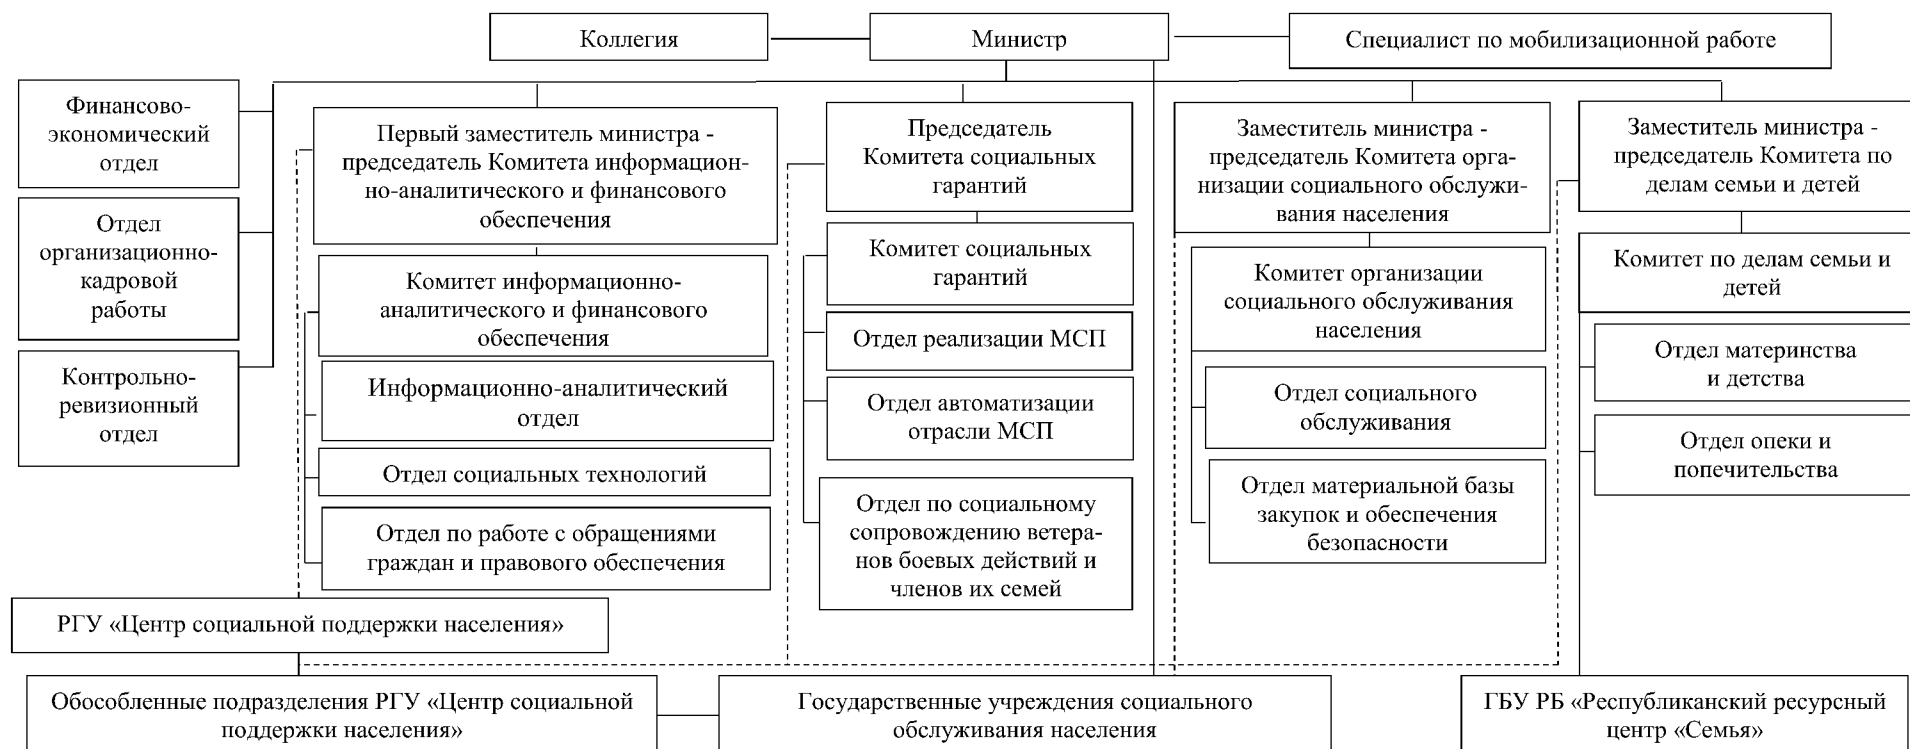 Коллегия
Министр
Специалист по мобилизационной работе
Финансово-
экономический
отдел
Отдел
организационно-
кадровой
работы
Контрольно-
ревизионный
отдел
Первый заместитель министра -
председатель Комитета информацион-
но-аналитического и финансового
обеспечения
Комитет информационно-
аналитического и финансового
обеспечения
Информационно-аналитический
отдел
Отдел социальных технологий
Отдел по работе с обращениями
граждан и правового обеспечения
Председатель
Комитета социальных
гарантий
Комитет социальных
гарантий
Отдел реализации МСП
Отдел автоматизации
отрасли МСП
Отдел по социальному
сопровождению ветера-
нов боевых действий и
членов их семей
Заместитель министра -
председатель Комитета орга-
низации социального обслужи-
вания населения
Комитет организации
социального обслуживания
населения
Отдел социального
обслуживания
Отдел материальной базы
закупок и обеспечения
безопасности
Заместитель министра -
председатель Комитета по
делам семьи и детей
Комитет по делам семьи и
детей
Отдел материнства
и детства
Отдел опеки и
попечительства
РГУ «Центр социальной поддержки населения»
Обособленные подразделения РГУ «Центр социальной
поддержки населения»
Государственные учреждения социального
обслуживания населения
ГБУ РБ «Республиканский ресурсный
центр «Семья»